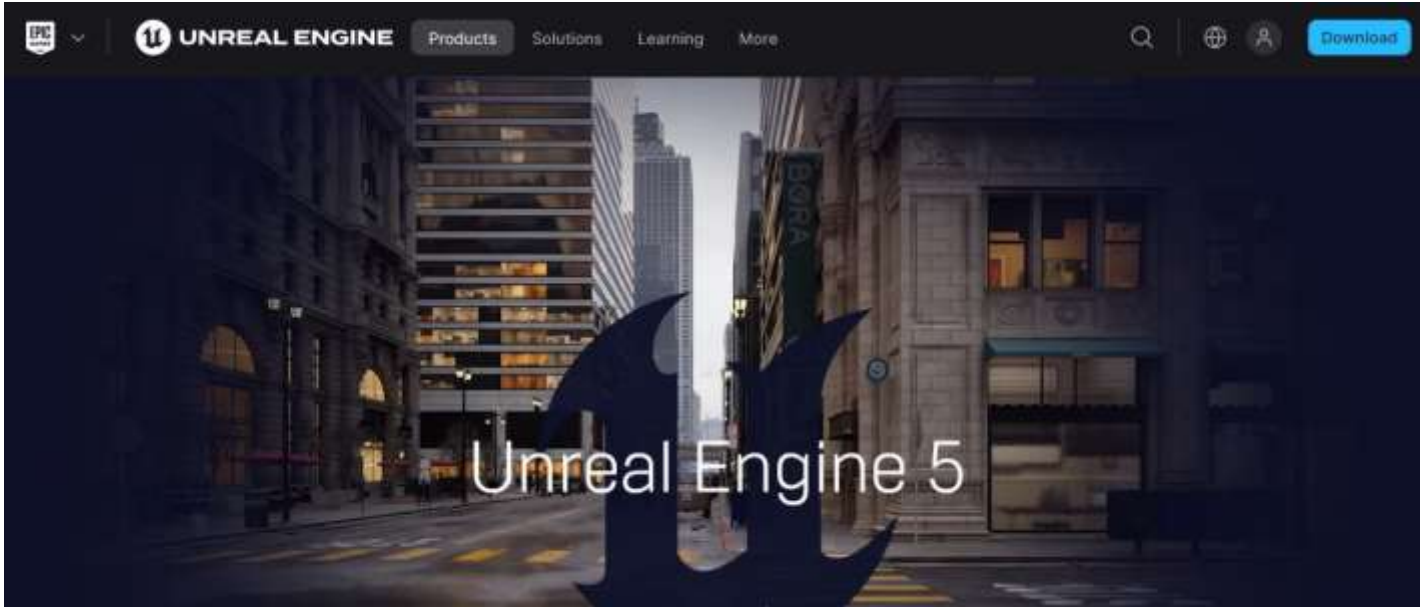 EPIC GAMES
UNREAL ENGINE Products Solutions Learning More Download
BORA
Unreal Engine 5